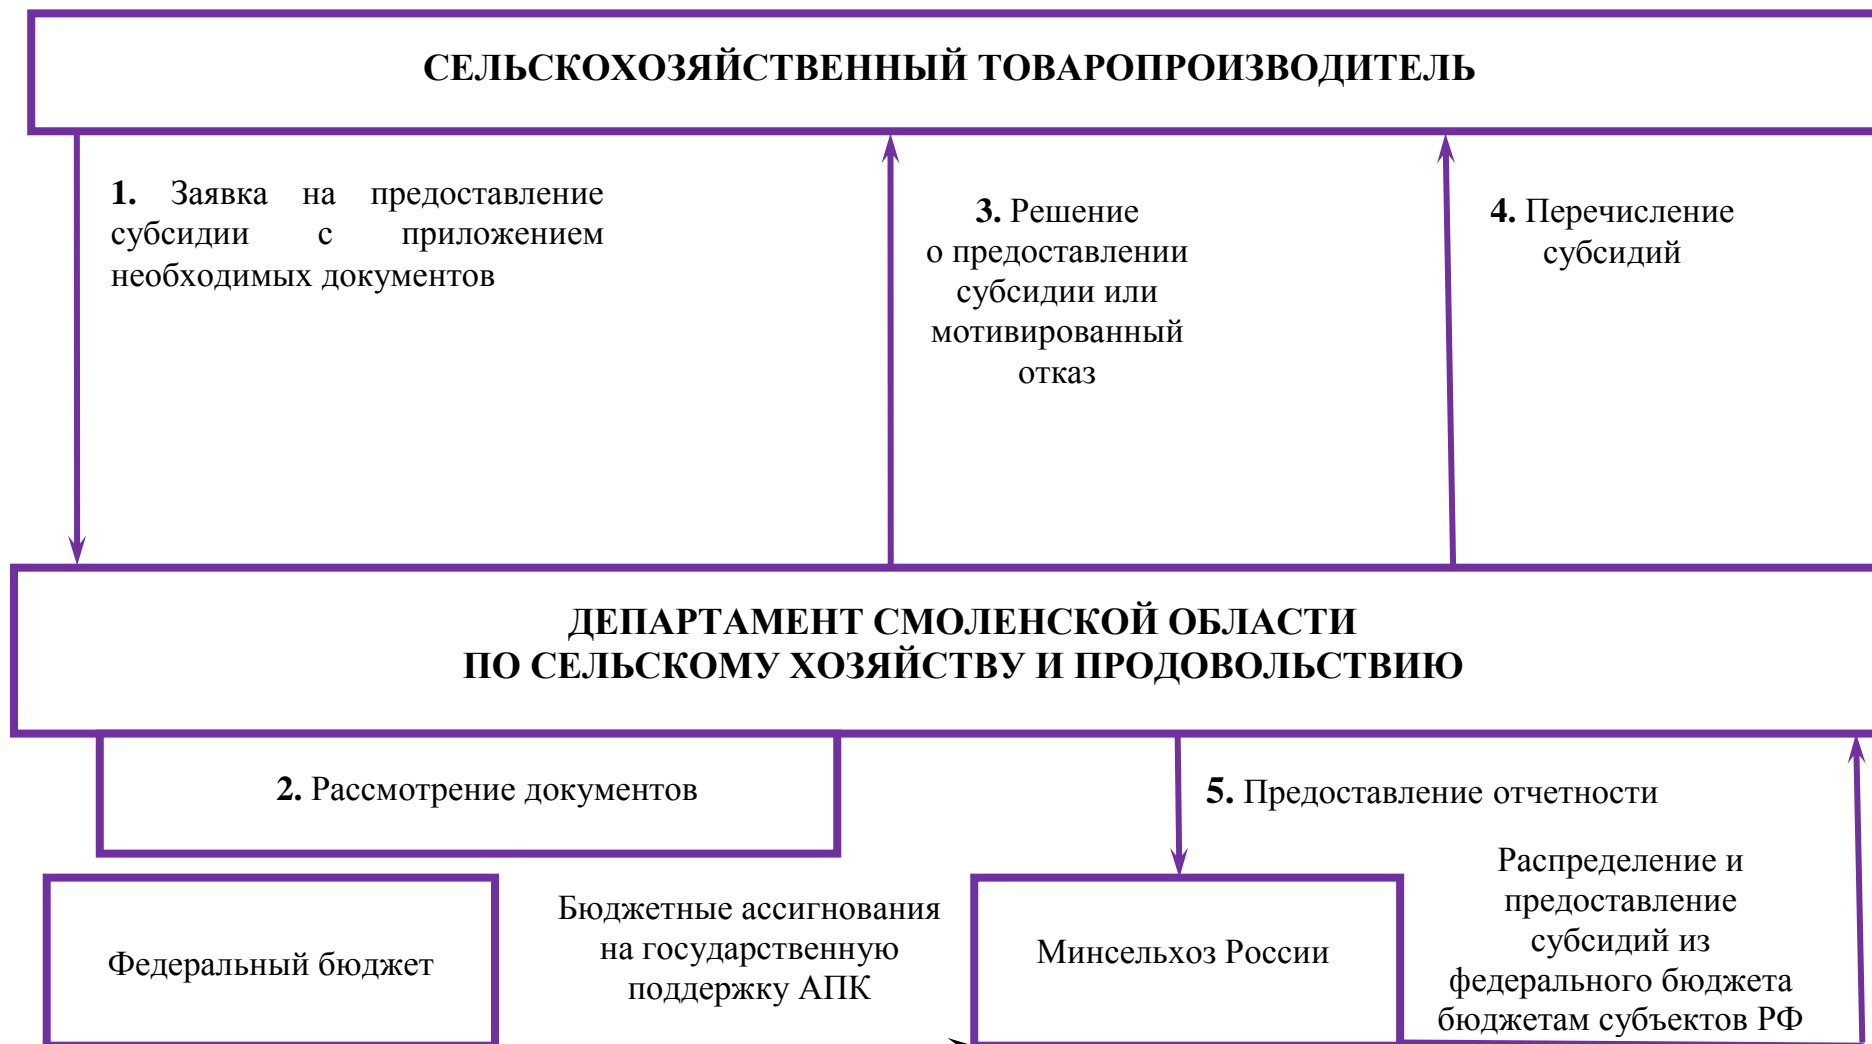 СЕЛЬСКОХОЗЯЙСТВЕННЫЙ ТОВАРОПРОИЗВОДИТЕЛЬ
1. Заявка на предоставление
субсидии с приложением
необходимых документов
3. Решение
о предоставлении
субсидии или
мотивированный
отказ
4. Перечисление
субсидий
ДЕПАРТАМЕНТ СМОЛЕНСКОЙ ОБЛАСТИ
ПО СЕЛЬСКОМУ ХОЗЯЙСТВУ И ПРОДОВОЛЬСТВИЮ
2. Рассмотрение документов
5. Предоставление отчетности
Федеральный бюджет
Бюджетные ассигнования
на государственную
поддержку АПК
Минсельхоз России
Распределение и
предоставление
субсидий из
федерального бюджета
бюджетам субъектов РФ